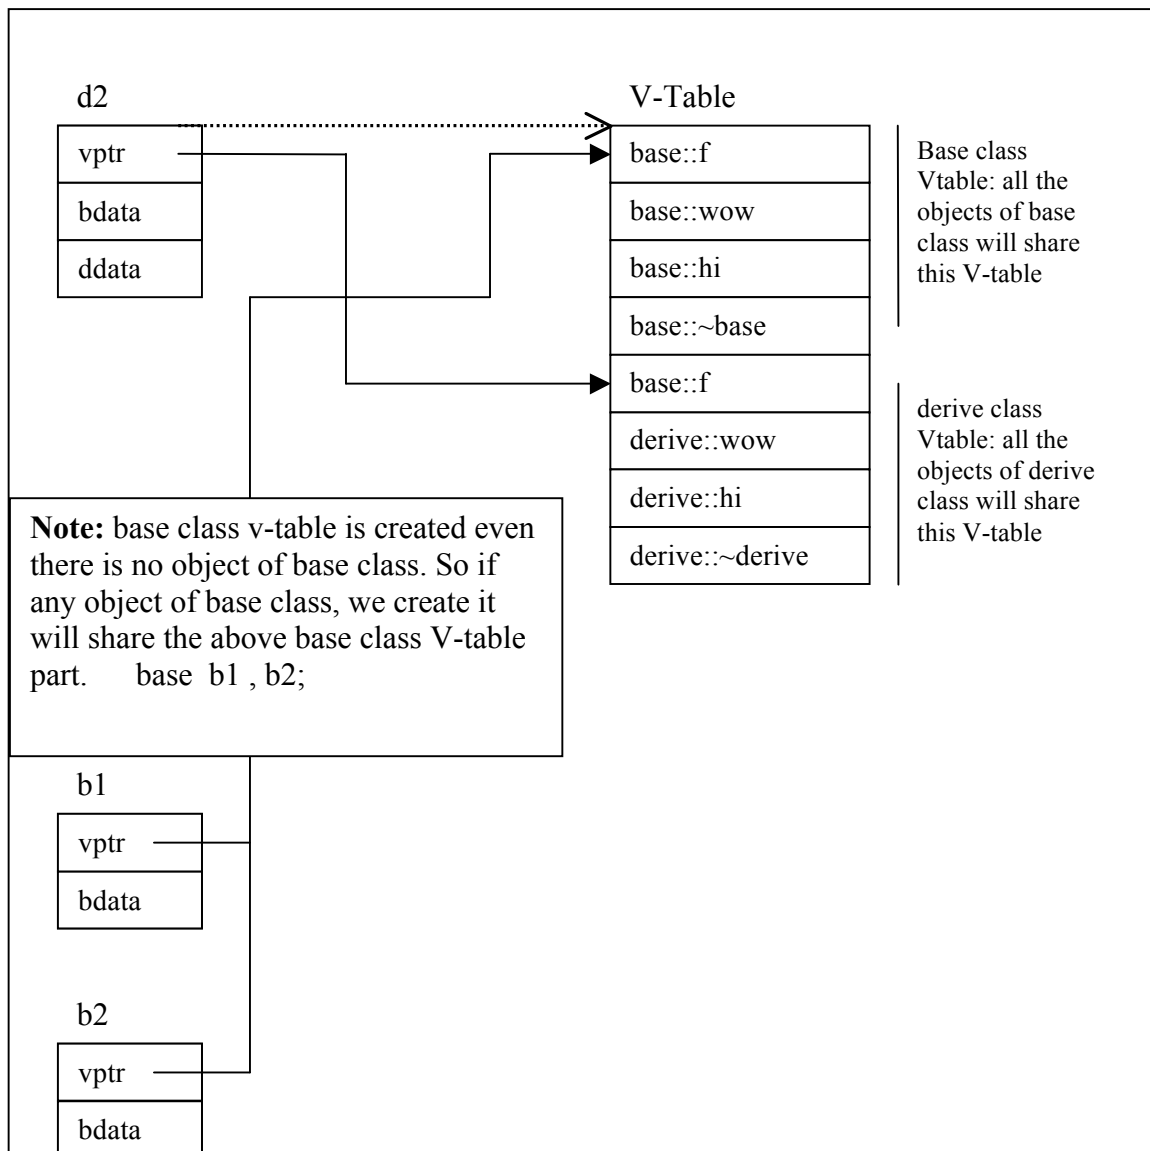 d2
vptr
bdata
ddata
V-Table
base::f
base::wow
base::hi
base::~base
base::f
derive::wow
derive::hi
derive::~derive
Base class
Vtable: all the
objects of base
class will share
this V-table
derive class
Vtable: all the
objects of derive
class will share
this V-table
Note: base class v-table is created even
there is no object of base class. So if
any object of base class, we create it
will share the above base class V-table
part. base b1 , b2;
b1
vptr
bdata
b2
vptr
bdata